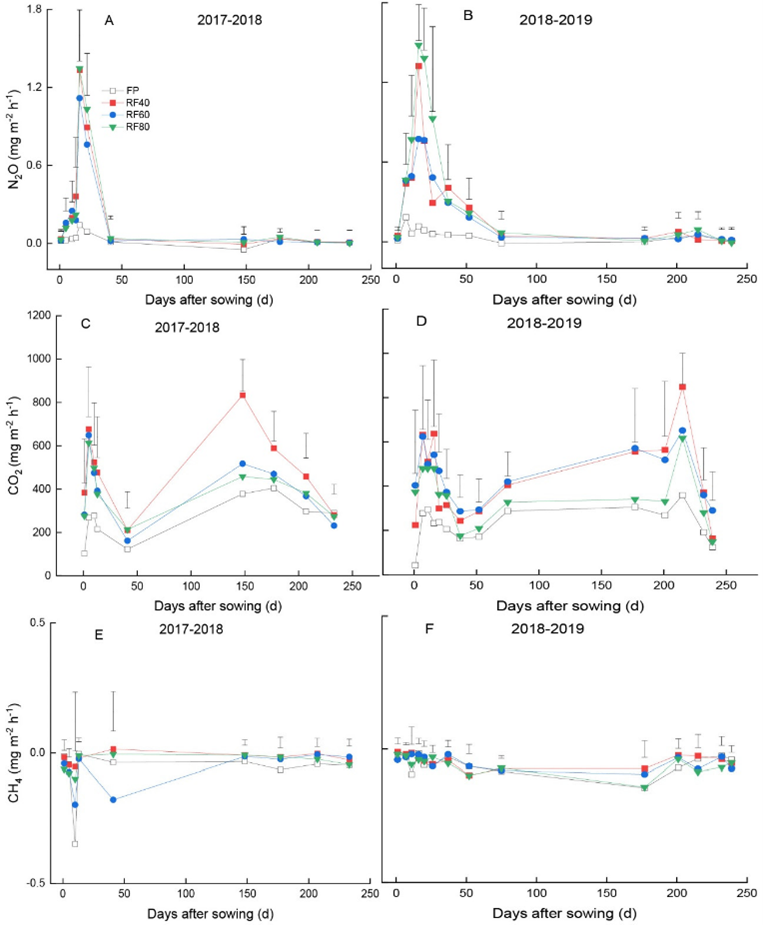 A
2017-2018
B
2018-2019
1.8
1.2
0.6
0.0
N₂O (mg m⁻² h⁻¹)
FP
RF40
RF60
RF80
0 50 100 150 200 250
0 50 100 150 200 250
Days after sowing (d)
Days after sowing (d)
C
2017-2018
D
2018-2019
1200
1000
800
600
400
200
0
CO₂(mg m⁻² h⁻¹)
0 50 100 150 200 250
0 50 100 150 200 250
Days after sowing (d)
Days after sowing (d)
E
2017-2018
F
2018-2019
0.5
0.0
-0.5
CH₄ (mg m⁻² h⁻¹)
0 50 100 150 200 250
0 50 100 150 200 250
Days after sowing (d)
Days after sowing (d)